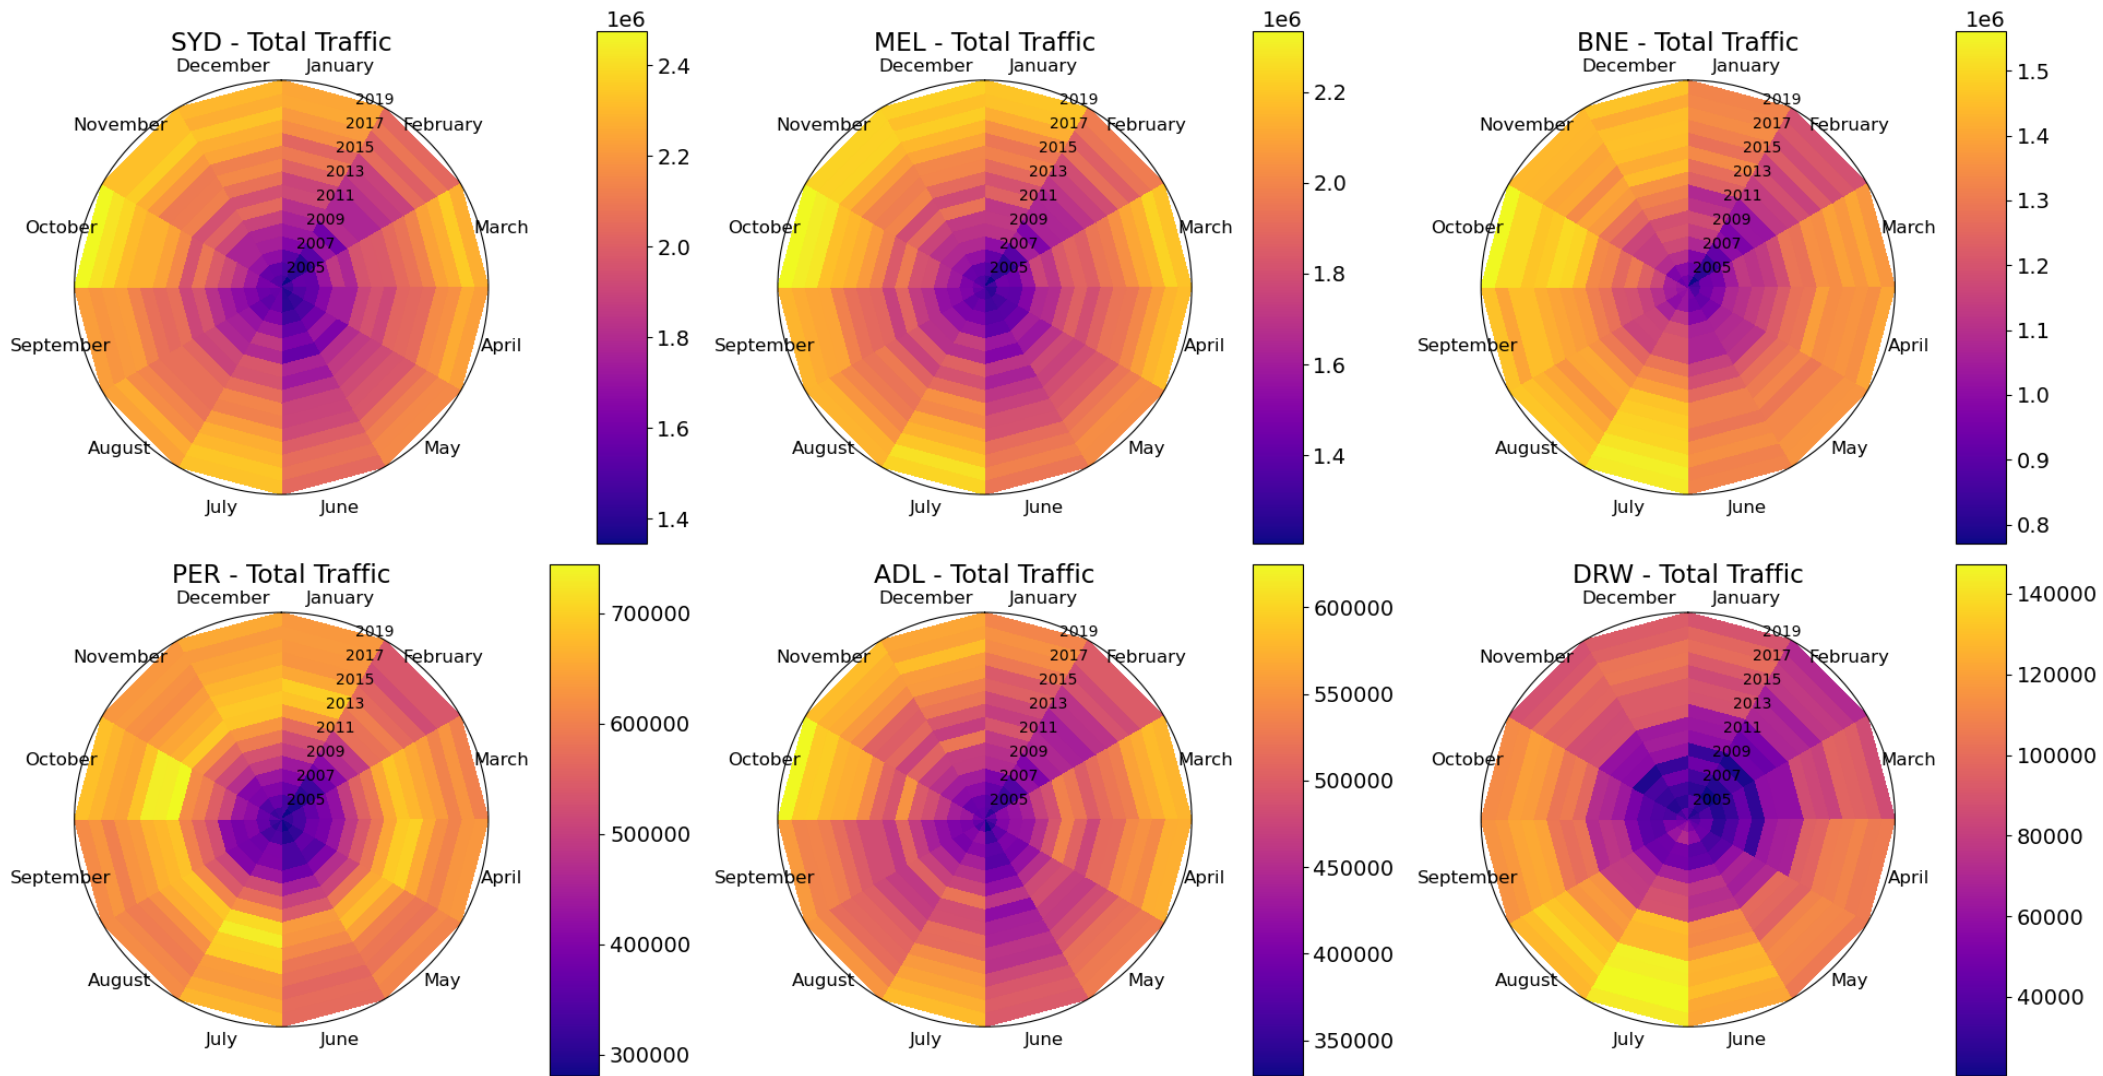 SYD - Total Traffic
December January
November February
October March
September April
August May
July June
2019
2017
2015
2013
2011
2009
2007
2005
1e6
2.4
2.2
2.0
1.8
1.6
1.4
MEL - Total Traffic
December January
November February
October March
September April
August May
July June
2019
2017
2015
2013
2011
2009
2007
2005
1e6
2.2
2.0
1.8
1.6
1.4
BNE - Total Traffic
December January
November February
October March
September April
August May
July June
2019
2017
2015
2013
2011
2009
2007
2005
1e6
1.5
1.4
1.3
1.2
1.1
1.0
0.9
0.8
PER - Total Traffic
December January
November February
October March
September April
August May
July June
2019
2017
2015
2013
2011
2009
2007
2005
700000
600000
500000
400000
300000
ADL - Total Traffic
December January
November February
October March
September April
August May
July June
2019
2017
2015
2013
2011
2009
2007
2005
600000
550000
500000
450000
400000
350000
DRW - Total Traffic
December January
November February
October March
September April
August May
July June
2019
2017
2015
2013
2011
2009
2007
2005
140000
120000
100000
80000
60000
40000